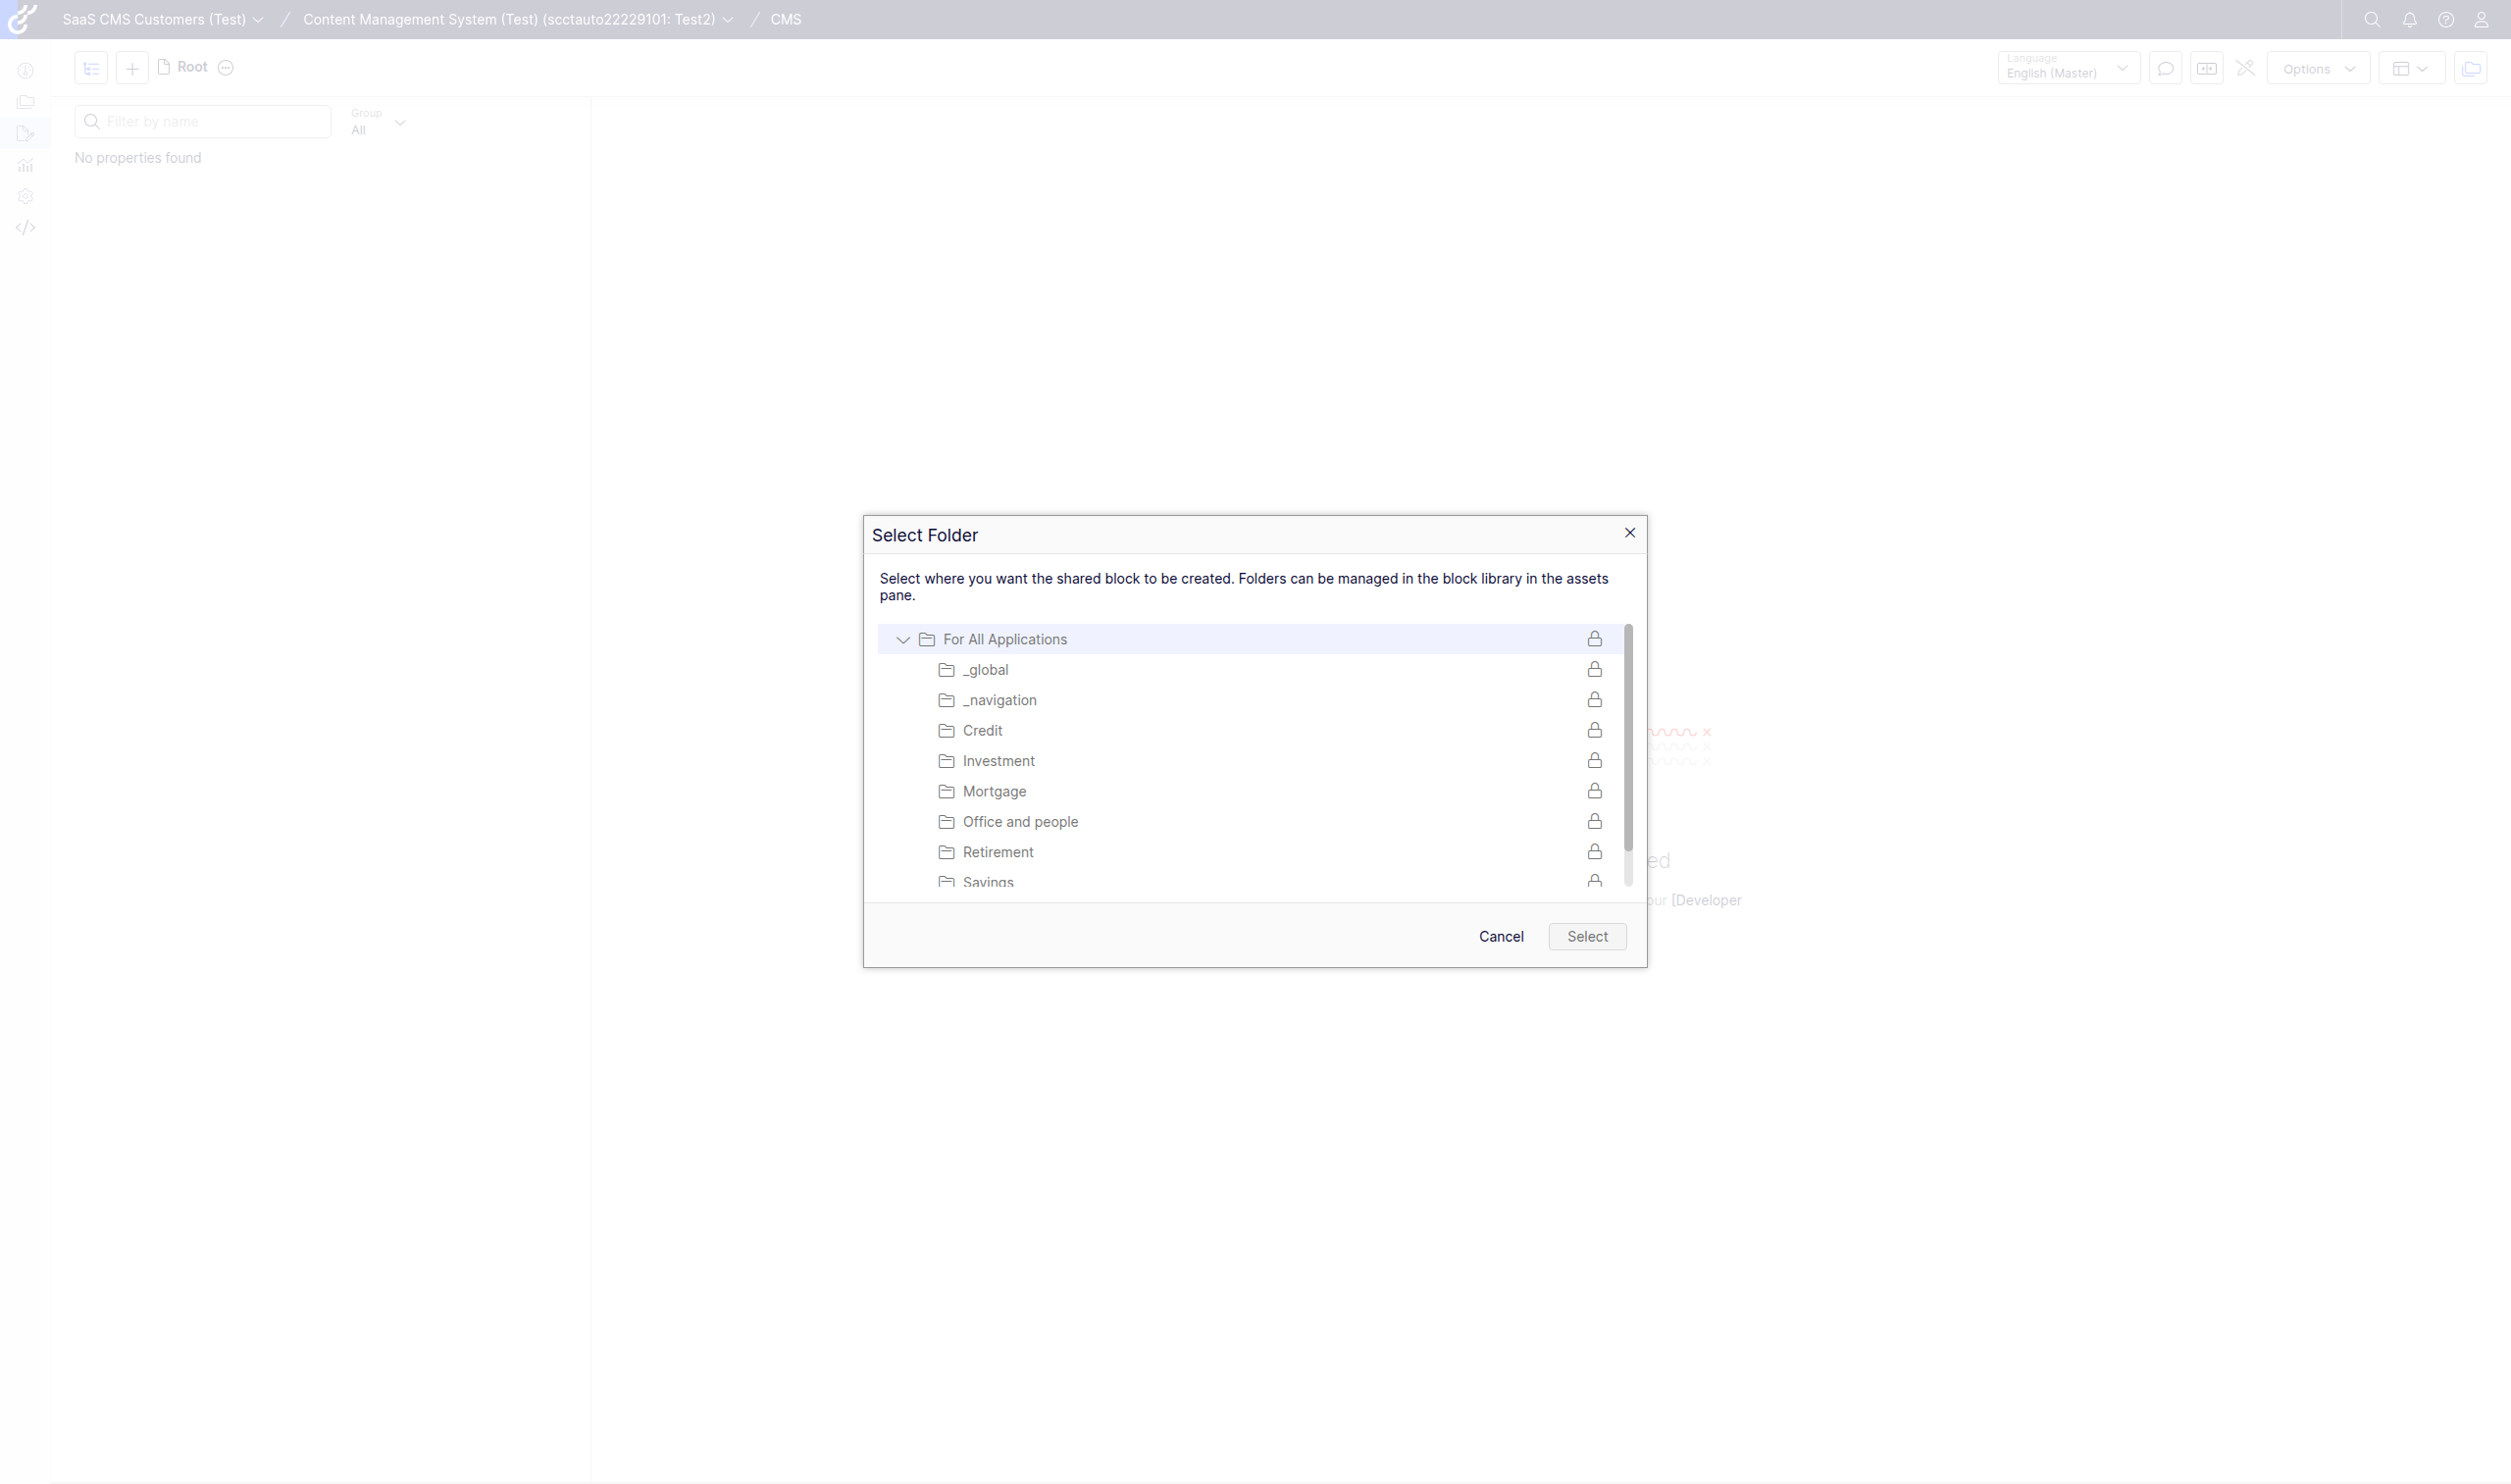 SaaS CMS Customers (Test) / Content Management System (Test) (scctauto22229101: Test2) / CMS
Root
Language
English (Master)
Options
Filter by name
Group
All
No properties found
Select Folder
Select where you want the shared block to be created. Folders can be managed in the block library in the assets
pane.
For All Applications
_global
_navigation
Credit
Investment
Mortgage
Office and people
Retirement
ed
Savings
our [Developer
Cancel
Select